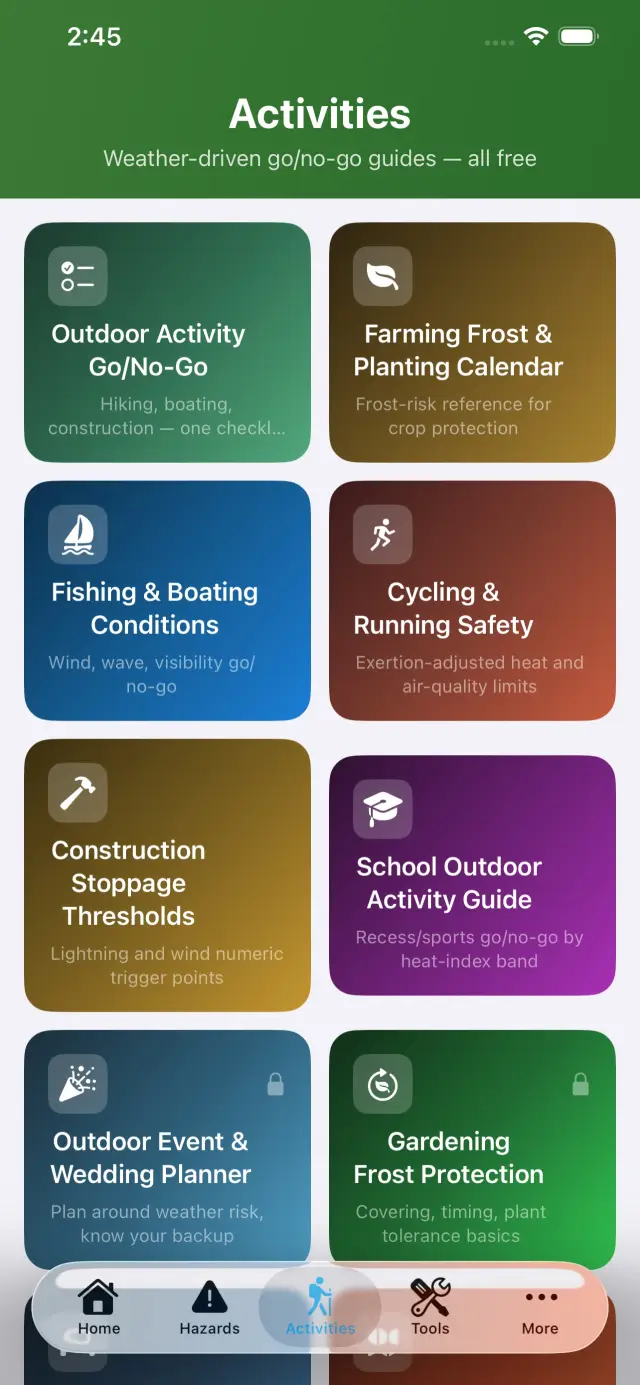 2:45
Activities
Weather-driven go/no-go guides — all free
Outdoor Activity
Go/No-Go
Hiking, boating,
construction — one checkl...
Farming Frost &
Planting Calendar
Frost-risk reference for
crop protection
Fishing & Boating
Conditions
Wind, wave, visibility go/
no-go
Cycling &
Running Safety
Exertion-adjusted heat and
air-quality limits
Construction
Stoppage
Thresholds
Lightning and wind numeric
trigger points
School Outdoor
Activity Guide
Recess/sports go/no-go by
heat-index band
Outdoor Event &
Wedding Planner
Plan around weather risk,
know your backup
Gardening
Frost Protection
Covering, timing, plant
tolerance basics
Home
Hazards
Activities
Tools
More